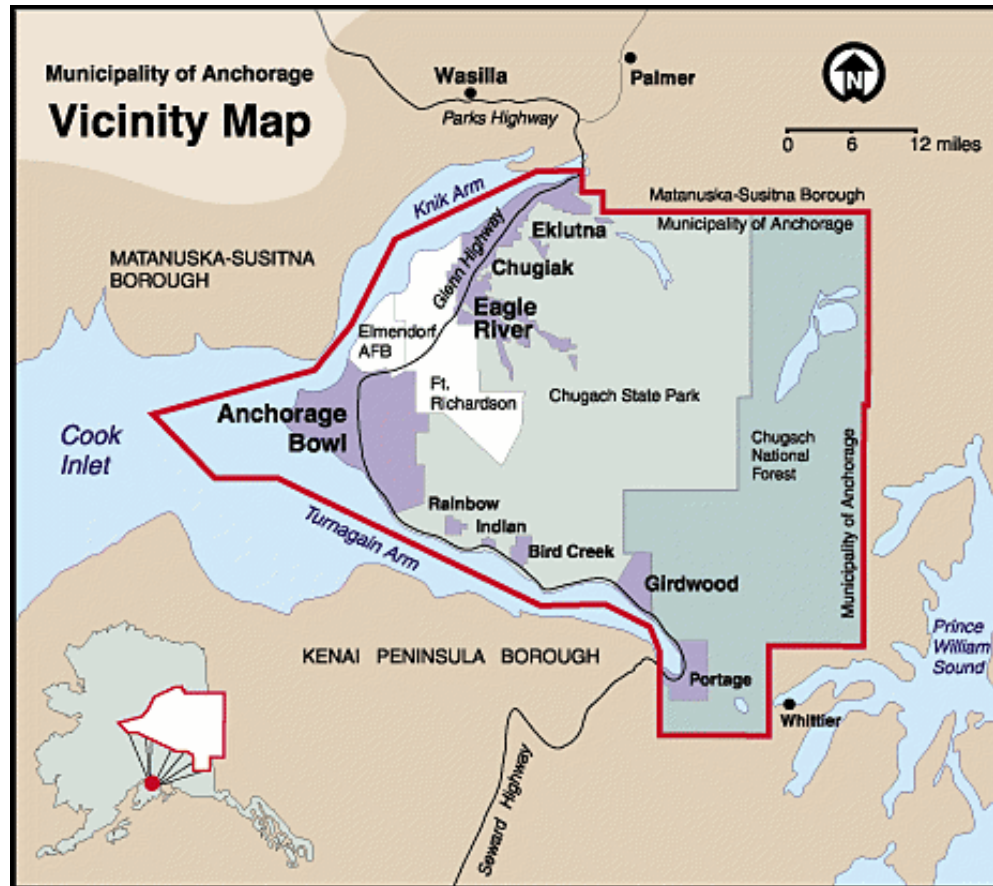 Municipality of Anchorage
Vicinity Map
Wasilla
Palmer
Parks Highway
N
0 6 12 miles
Knik Arm
Matanuska-Susitna Borough
Municipality of Anchorage
MATANUSKA-SUSITNA
BOROUGH
Glenn Highway
Eklutna
Chugiak
Eagle
River
Elmendorf
AFB
Ft.
Richardson
Chugach State Park
Anchorage
Bowl
Cook
Inlet
Chugach
National
Forest
Municipality of Anchorage
Rainbow
Indian
Bird Creek
Turnagain Arm
Girdwood
Prince
William
Sound
KENAI PENINSULA BOROUGH
Portage
Whittier
Seward Highway